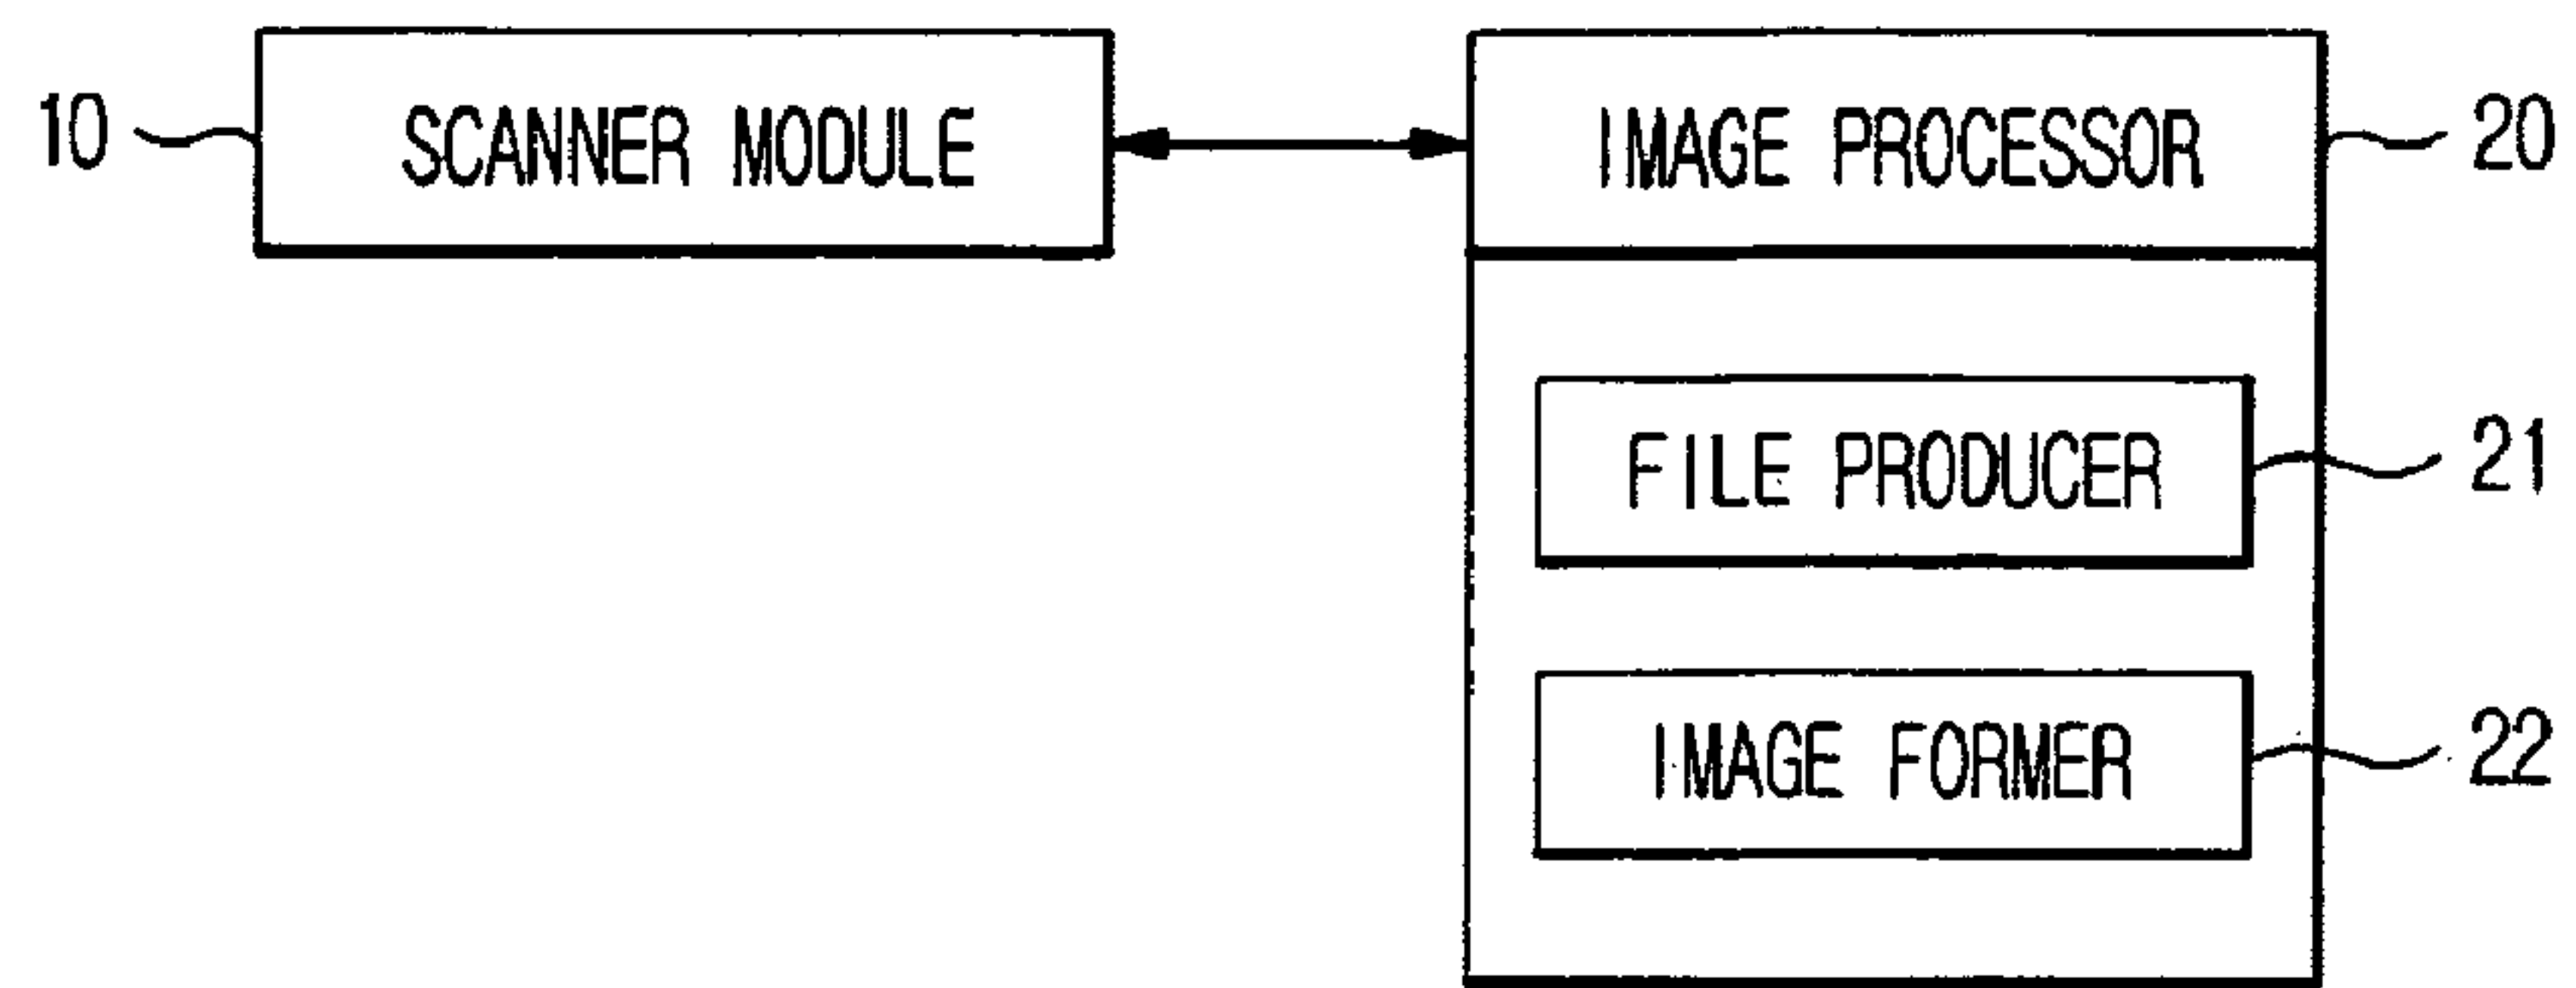 10 SCANNER MODULE IMAGE PROCESSOR 20
FILE PRODUCER 21
IMAGE FORMER 22